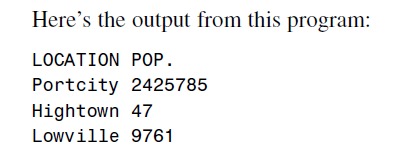 Here’s the output from this program:
LOCATION POP.
Portcity 2425785
Hightown 47
Lowville 9761